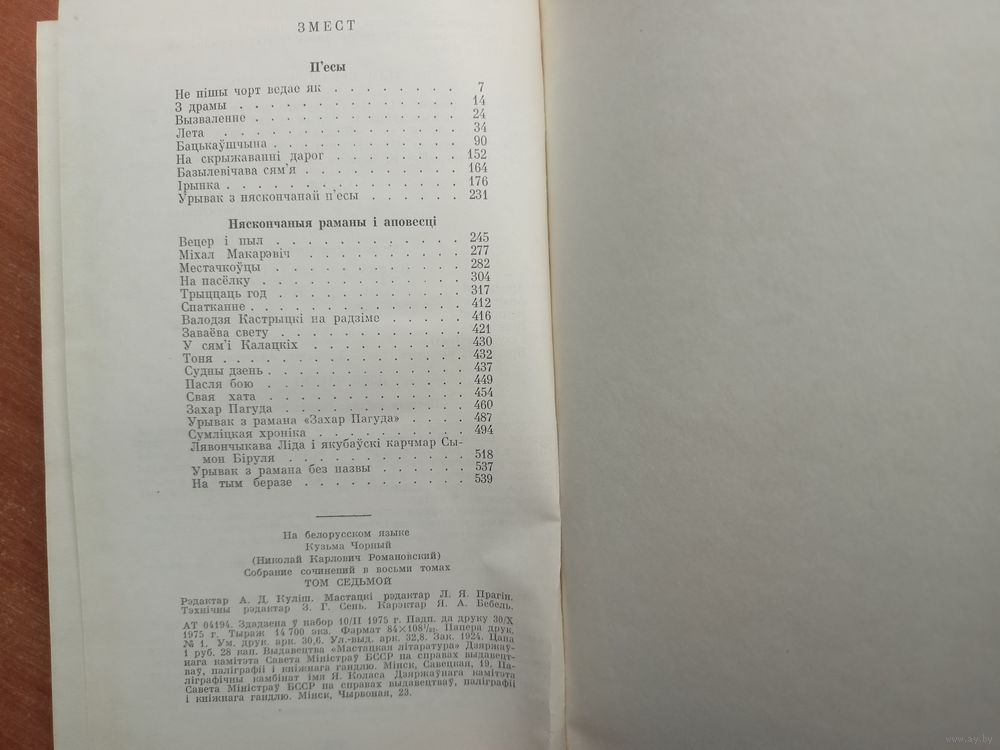 ЗМЕСТ
П'есы
Не пішы чорт ведае як . . . . . . . . 7
З драмы . . . . . . . . . . . . . 14
Вызваленне . . . . . . . . . . . . 24
Лета . . . . . . . . . . . . . . 34
Бацькаўшчына . . . . . . . . . . . 90
На скрыжаванні дарог . . . . . . . . 152
Базылевічава сям'я . . . . . . . . . 164
Ірынка . . . . . . . . . . . . . 176
Урывак з няскончанай п'есы . . . . . . 231
Няскончаныя раманы і аповесці
Вецер і пыл . . . . . . . . . . . . 245
Міхал Макарэвіч . . . . . . . . . . 277
Местачкоўцы . . . . . . . . . . . . 282
На пасёлку . . . . . . . . . . . . 304
Трыццаць год . . . . . . . . . . . 317
Спатканне . . . . . . . . . . . . . 412
Валодзя Кастрыцкі на радзіме . . . . . 416
Заваёва свету . . . . . . . . . . . 421
У сям'і Калацкіх . . . . . . . . . . 430
Тоня . . . . . . . . . . . . . . 432
Судны дзень . . . . . . . . . . . . 437
Пасля бою . . . . . . . . . . . . 449
Свая хата . . . . . . . . . . . . 454
Захар Пагуда . . . . . . . . . . . 460
Урывак з рамана «Захар Пагуда» . . . . 487
Сумліцкая хроніка . . . . . . . . . 494
Лявончыкава Ліда і якубаўскі карчмар Сы-
мон Біруля . . . . . . . . . . . 518
Урывак з рамана без назвы . . . . . . 537
На тым беразе . . . . . . . . . . . 539
На белорусском языке
Кузьма Чорный
(Николай Карлович Романовский)
Собрание сочинений в восьми томах
ТОМ СЕДЬМОЙ
Рэдактар А. Д. Куліш. Мастацкі рэдактар Л. Я. Прагін.
Тэхнічны рэдактар З. Г. Сень. Карэктар Я. А. Бебель.
АТ 04194. Здадзена ў набор 10/II 1975 г. Падп. да друку 30/X
1975 г. Тыраж 14 700 экз. Фармат 84×108¹/₃₂. Папера друк.
№ 1. Ум. друк. арк. 30,6. Ул.-выд. арк. 32,8. Зак. 1924. Цана
1 руб. 28 кап. Выдавецтва «Мастацкая літаратура» Дзяржаў-
нага камітэта Савета Міністраў БССР па справах выдавецт-
ваў, паліграфіі і кніжнага гандлю. Мінск, Савецкая, 19. Па-
ліграфічны камбінат імя Я. Коласа Дзяржаўнага камітэта
Савета Міністраў БССР па справах выдавецтваў, паліграфіі
і кніжнага гандлю. Мінск, Чырвоная, 23.
www.ay.by